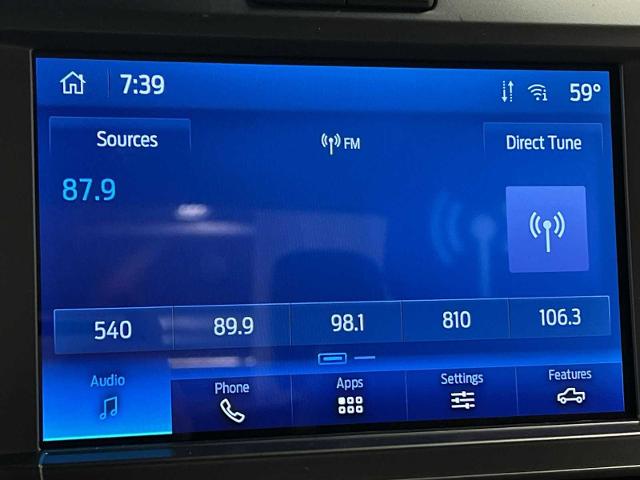 7:39 59°
Sources FM Direct Tune
87.9
540 89.9 98.1 810 106.3
Audio Phone Apps Settings Features